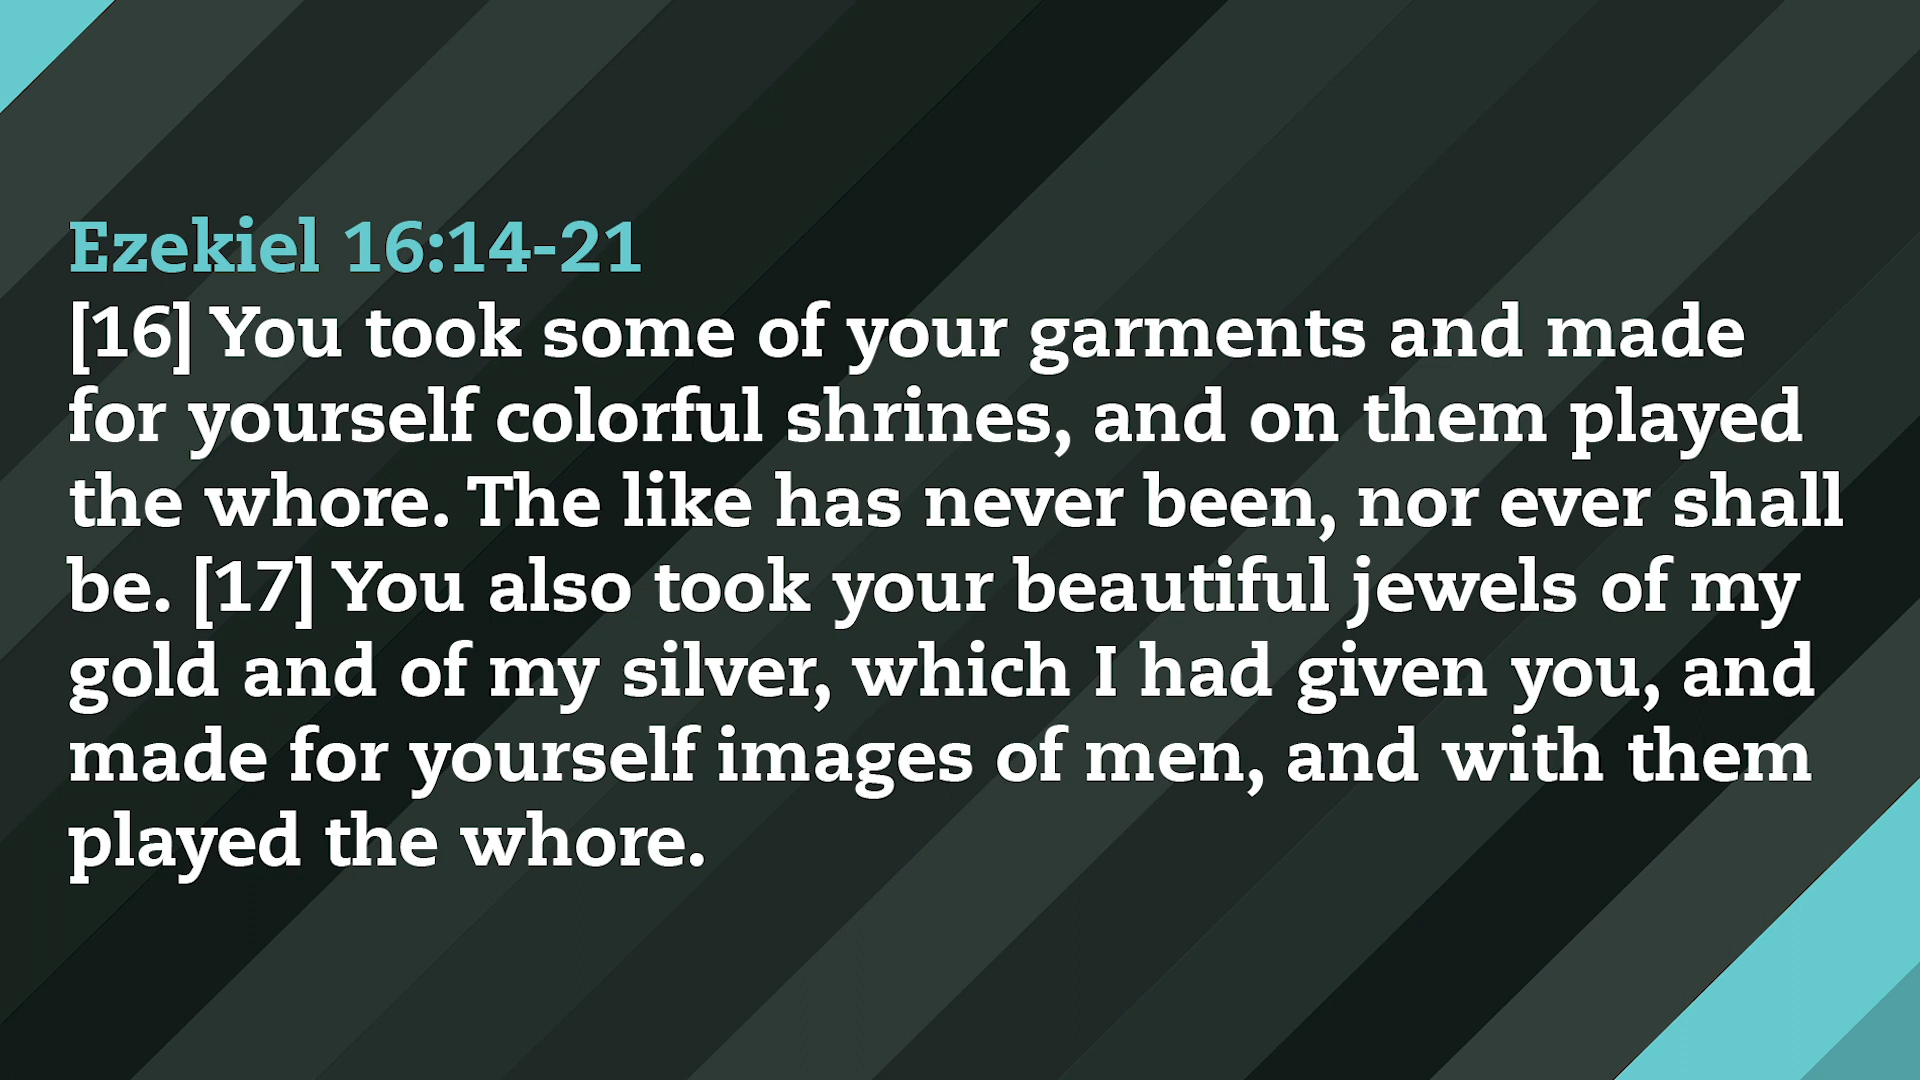 Ezekiel 16:14-21
[16] You took some of your garments and made
for yourself colorful shrines, and on them played
the whore. The like has never been, nor ever shall
be. [17] You also took your beautiful jewels of my
gold and of my silver, which I had given you, and
made for yourself images of men, and with them
played the whore.